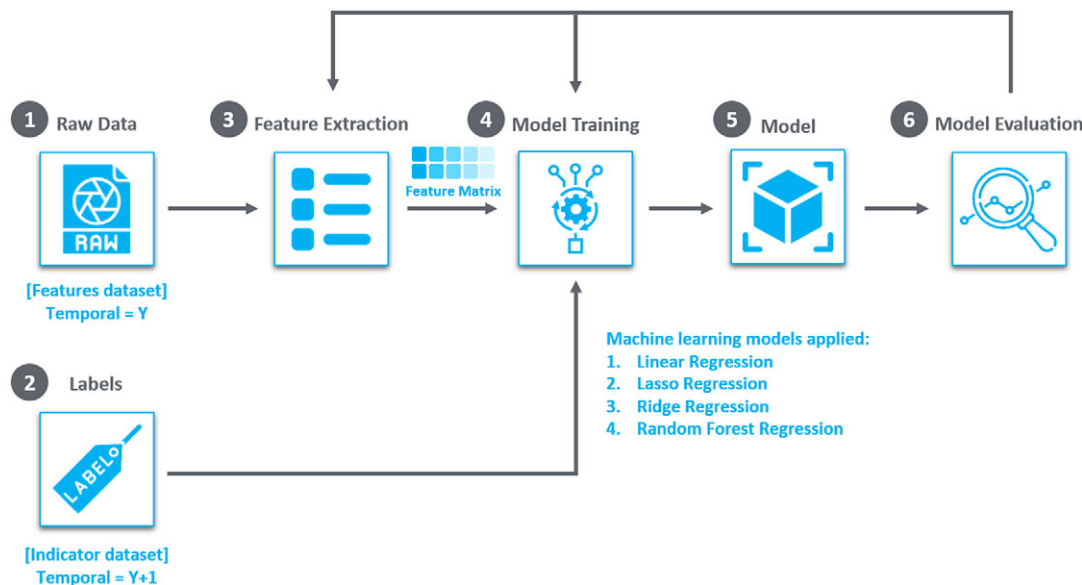 1 Raw Data
3 Feature Extraction
4 Model Training
5 Model
6 Model Evaluation
Feature Matrix
RAW
[Features dataset]
Temporal = Y
Machine learning models applied:
1. Linear Regression
2. Lasso Regression
3. Ridge Regression
4. Random Forest Regression
2 Labels
LABEL
[Indicator dataset]
Temporal = Y+1